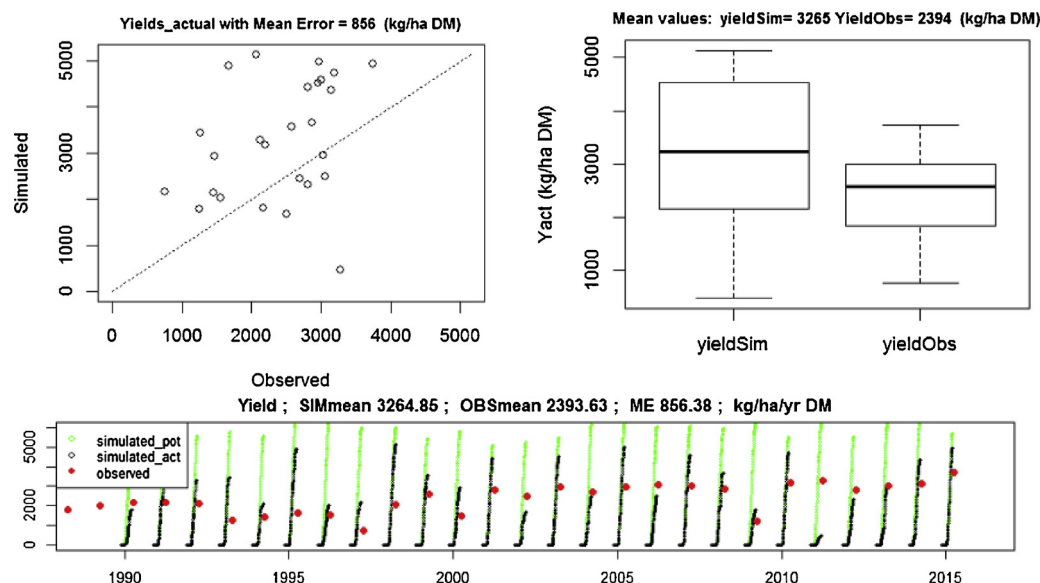 Yields_actual with Mean Error = 856 (kg/ha DM)
Simulated
0 1000 3000 5000
0 1000 2000 3000 4000 5000
Observed
Mean values: yieldSim= 3265 YieldObs= 2394 (kg/ha DM)
Yact (kg/ha DM)
1000 3000 5000
yieldSim yieldObs
Yield ; SIMmean 3264.85 ; OBSmean 2393.63 ; ME 856.38 ; kg/ha/yr DM
simulated_pot
simulated_act
observed
0 2000 5000
1990 1995 2000 2005 2010 2015